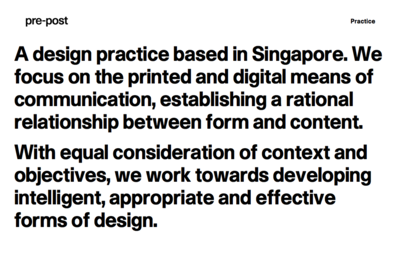 pre-post
Practice
A design practice based in Singapore. We
focus on the printed and digital means of
communication, establishing a rational
relationship between form and content.
With equal consideration of context and
objectives, we work towards developing
intelligent, appropriate and effective
forms of design.